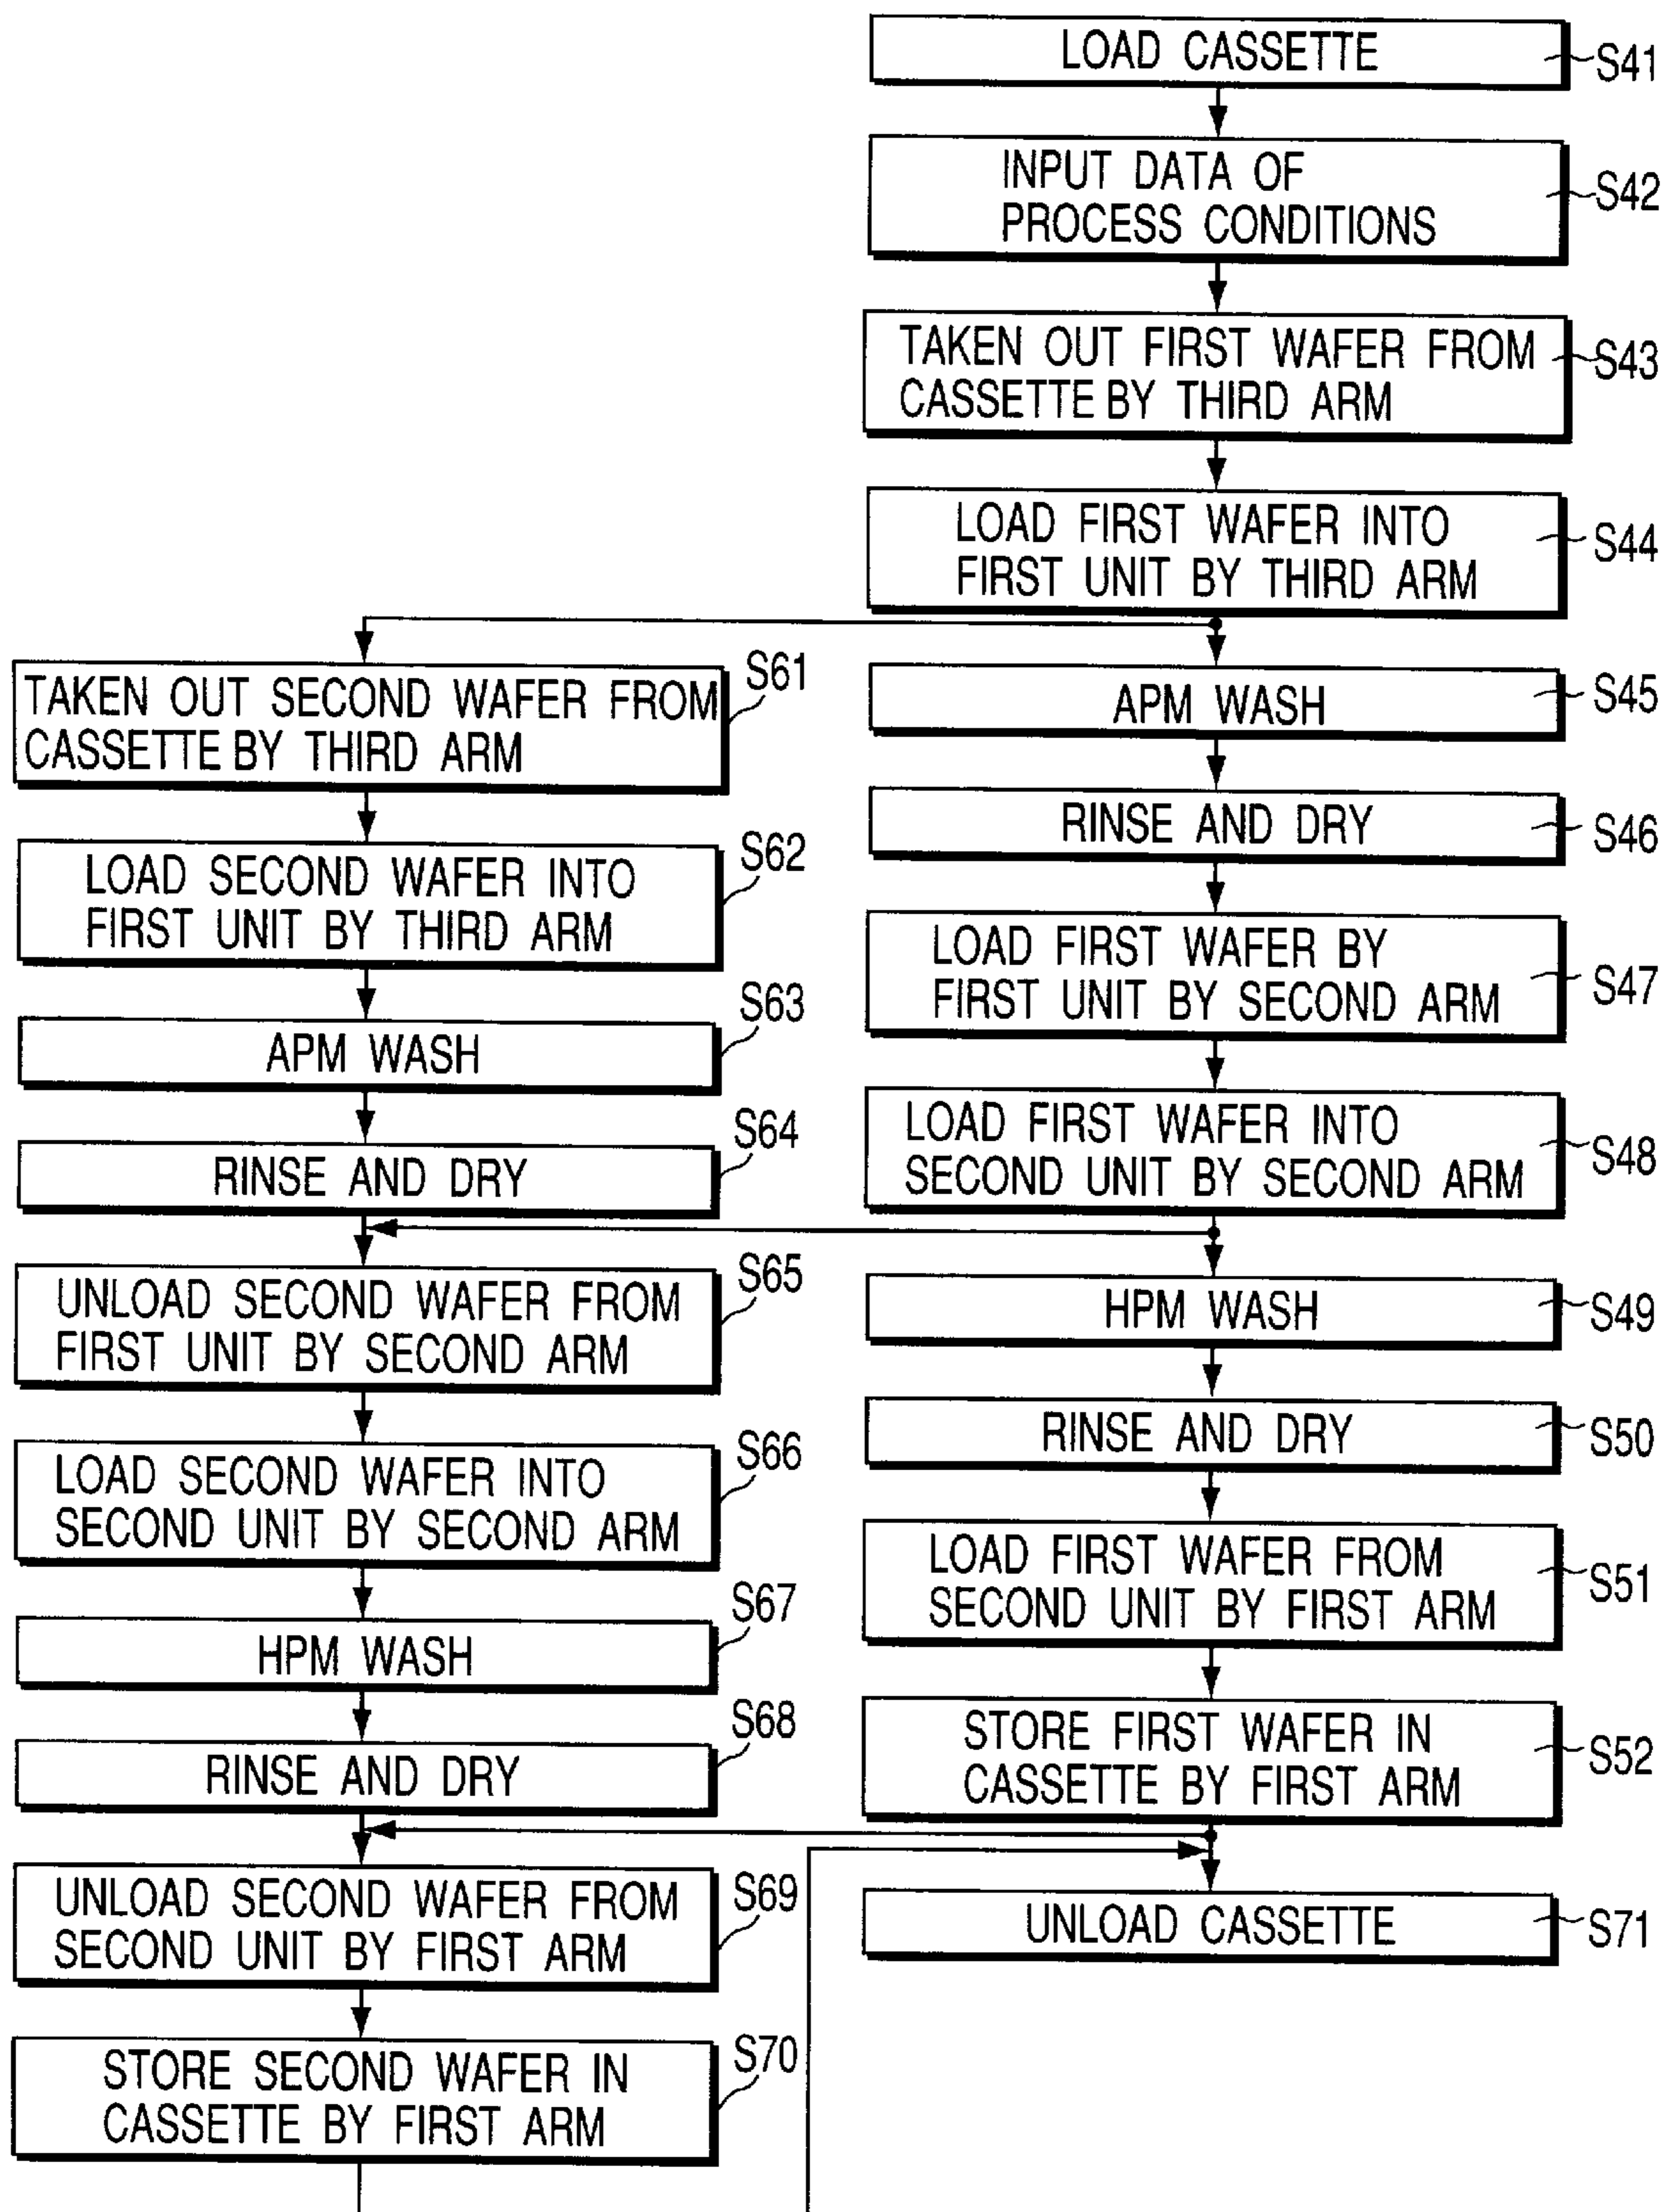 LOAD CASSETTE
S41
INPUT DATA OF
PROCESS CONDITIONS
S42
TAKEN OUT FIRST WAFER FROM
CASSETTE BY THIRD ARM
S43
LOAD FIRST WAFER INTO
FIRST UNIT BY THIRD ARM
S44
TAKEN OUT SECOND WAFER FROM
CASSETTE BY THIRD ARM
S61
LOAD SECOND WAFER INTO
FIRST UNIT BY THIRD ARM
S62
APM WASH
S63
RINSE AND DRY
S64
UNLOAD SECOND WAFER FROM
FIRST UNIT BY SECOND ARM
S65
LOAD SECOND WAFER INTO
SECOND UNIT BY SECOND ARM
S66
HPM WASH
S67
RINSE AND DRY
S68
UNLOAD SECOND WAFER FROM
SECOND UNIT BY FIRST ARM
S69
STORE SECOND WAFER IN
CASSETTE BY FIRST ARM
S70
APM WASH
S45
RINSE AND DRY
S46
LOAD FIRST WAFER BY
FIRST UNIT BY SECOND ARM
S47
LOAD FIRST WAFER INTO
SECOND UNIT BY SECOND ARM
S48
HPM WASH
S49
RINSE AND DRY
S50
LOAD FIRST WAFER FROM
SECOND UNIT BY FIRST ARM
S51
STORE FIRST WAFER IN
CASSETTE BY FIRST ARM
S52
UNLOAD CASSETTE
S71